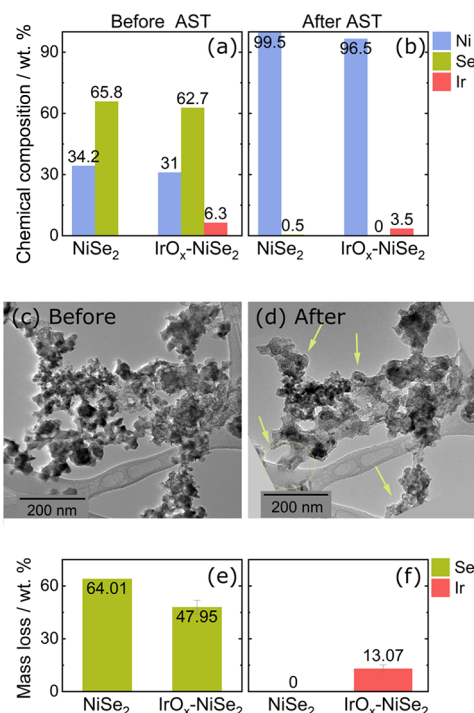 Before AST
After AST
Chemical composition / wt. %
90
60
30
0
(a)
34.2
65.8
31
62.7
6.3
NiSe₂
IrOₓ-NiSe₂
(b)
99.5
0.5
96.5
0
3.5
NiSe₂
IrOₓ-NiSe₂
Ni
Se
Ir
(c) Before
200 nm
(d) After
200 nm
Mass loss / wt. %
60
30
0
(e)
64.01
47.95
NiSe₂
IrOₓ-NiSe₂
(f)
0
13.07
NiSe₂
IrOₓ-NiSe₂
Se
Ir